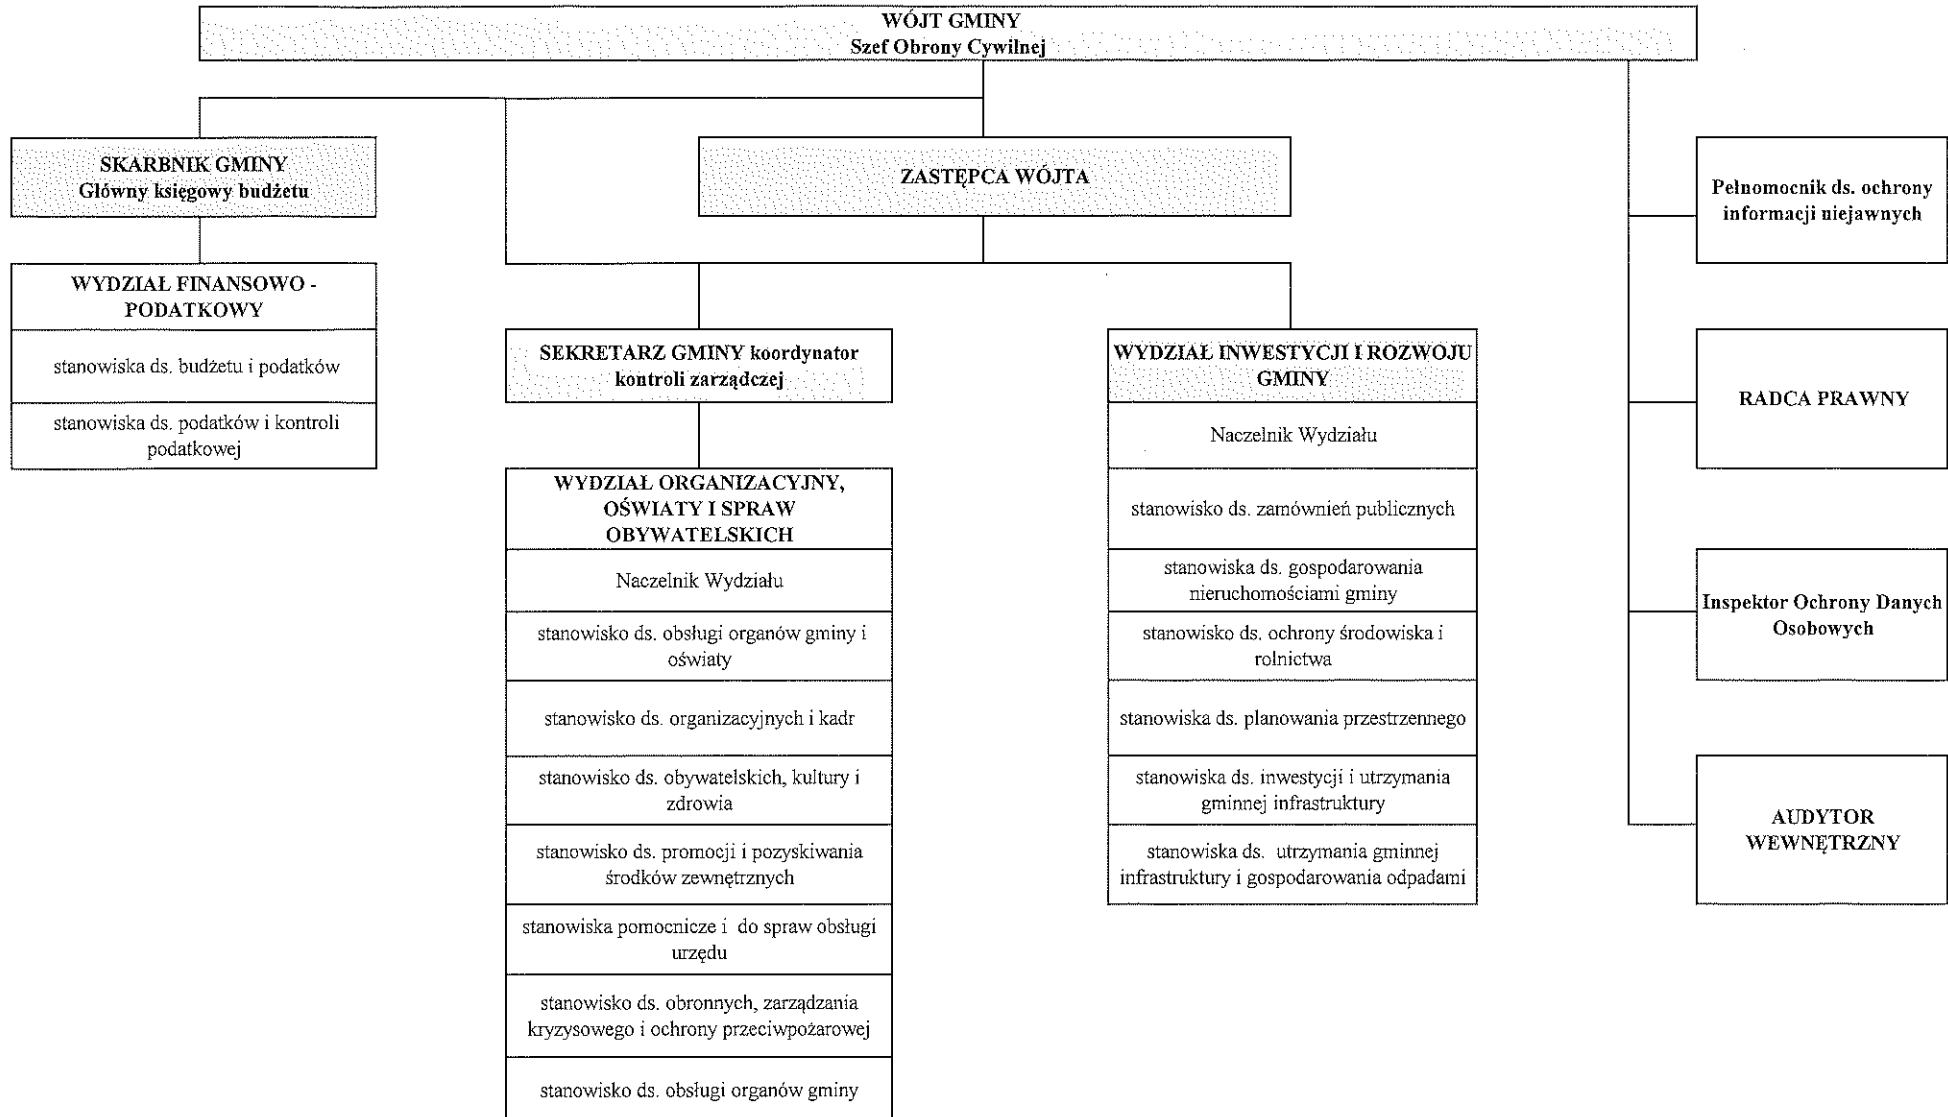 WÓJT GMINY
Szef Obrony Cywilnej
SKARBNIK GMINY
Główny księgowy budżetu
ZASTĘPCA WÓJTA
Pełnomocnik ds. ochrony
informacji niejawnych
WYDZIAŁ FINANSOWO -
PODATKOWY
stanowiska ds. budżetu i podatków
stanowiska ds. podatków i kontroli
podatkowej
SEKRETARZ GMINY koordynator
kontroli zarządczej
WYDZIAŁ ORGANIZACYJNY,
OŚWIATY I SPRAW
OBYWATELSKICH
Naczelnik Wydziału
stanowisko ds. obsługi organów gminy i
oświaty
stanowisko ds. organizacyjnych i kadr
stanowisko ds. obywatelskich, kultury i
zdrowia
stanowisko ds. promocji i pozyskiwania
środków zewnętrznych
stanowiska pomocnicze i do spraw obsługi
urzędu
stanowisko ds. obronnych, zarządzania
kryzysowego i ochrony przeciwpożarowej
stanowisko ds. obsługi organów gminy
WYDZIAŁ INWESTYCJI I ROZWOJU
GMINY
Naczelnik Wydziału
stanowisko ds. zamównień publicznych
stanowiska ds. gospodarowania
nieruchomościami gminy
stanowisko ds. ochrony środowiska i
rolnictwa
stanowiska ds. planowania przestrzennego
stanowiska ds. inwestycji i utrzymania
gminnej infrastruktury
stanowiska ds. utrzymania gminnej
infrastruktury i gospodarowania odpadami
RADCA PRAWNY
Inspektor Ochrony Danych
Osobowych
AUDYTOR
WEWNĘTRZNY